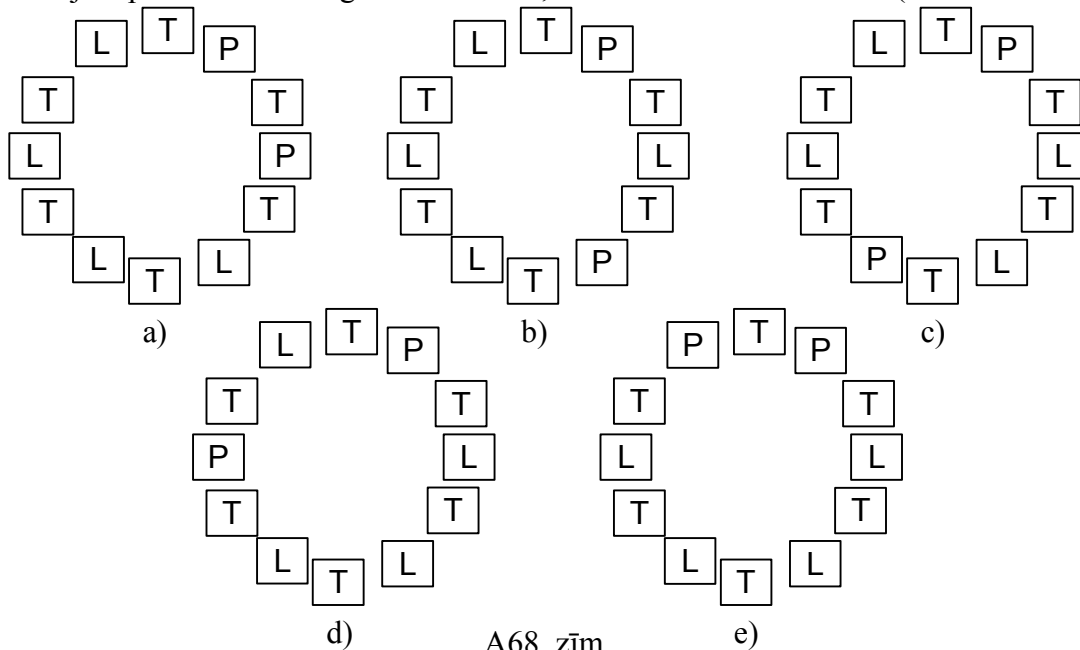 L T P L T P L T P
T T T T T T
L P L L L L
T T T T T T
L T L L T P P T L
a) b) c)
L T P P T P
T T T T
P L L L
T T T T
L T L L T L
d) e)
A68. zīm